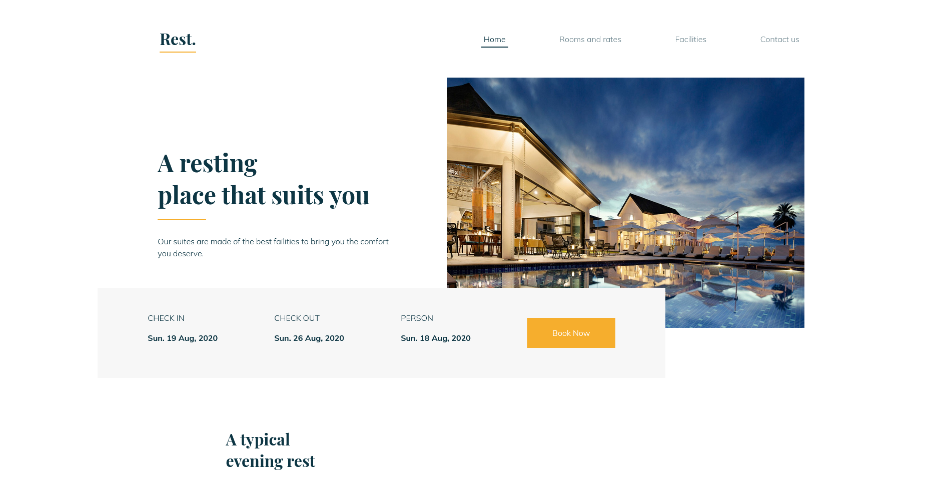 Rest.
Home Rooms and rates Facilities Contact us
A resting
place that suits you
Our suites are made of the best failities to bring you the comfort
you deserve.
CHECK IN CHECK OUT PERSON
Sun. 19 Aug, 2020 Sun. 26 Aug, 2020 Sun. 18 Aug, 2020
Book Now
A typical
evening rest